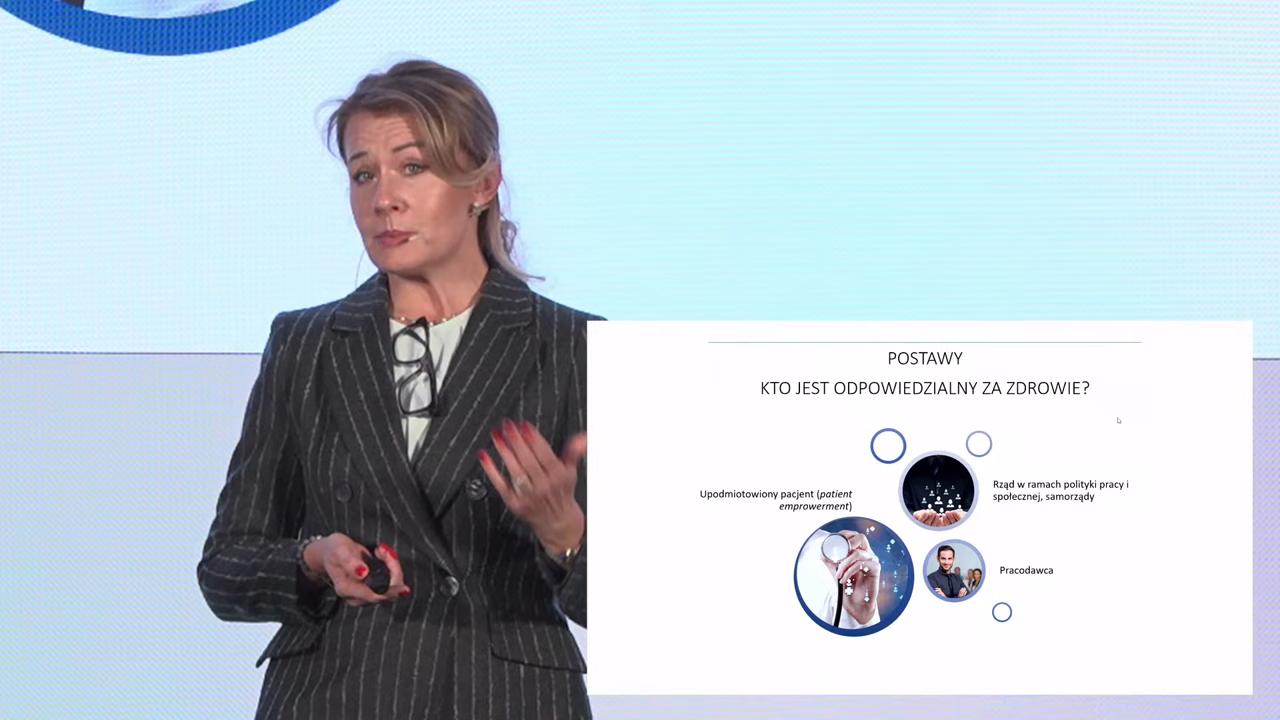 POSTAWY
KTO JEST ODPOWIEDZIALNY ZA ZDROWIE?
Upodmiotowiony pacjent (patient
emprowerment)
Rząd w ramach polityki pracy i
społecznej, samorządy
Pracodawca